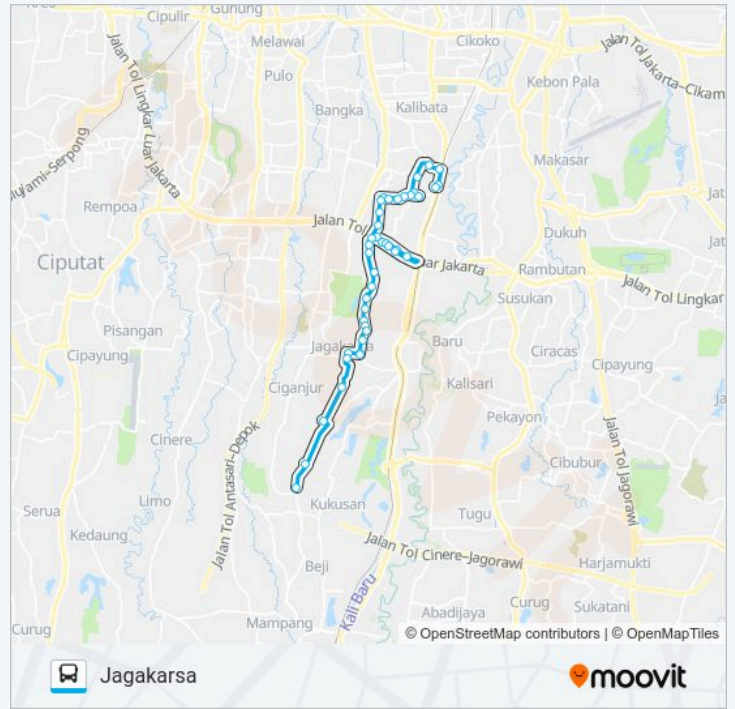 Cipulir
Gunung
Melawai
Cikoko
Pulo
Kebon Pala
Jalan Tol Jakarta-Cikam
Jalan Tol Lingkar Luar Jakarta
Bangka
Kalibata
Makasar
Rempoa
Jalan Tol
uar Jakarta
Dukuh
Ciputat
Rambutan
Susukan
Jalan Tol Lingkar
Pisangan
Jagaka
Baru
Ciracas
Cipayung
Cipayung
Ciganjur
Kalisari
Pekayon
Cinere
Jalan Tol Antasari-Depok
Cibubur
Jalan Tol Jagorawi
Serua
Limo
Kukusan
Tugu
Kedaung
Jalan Tol Cinere-Jagorawi
Beji
Harjamukti
Kali Baru
Curug
Mampang
Abadijaya
Curug
Sukatani
© OpenStreetMap contributors | © OpenMapTiles
Jagakarsa
moovit